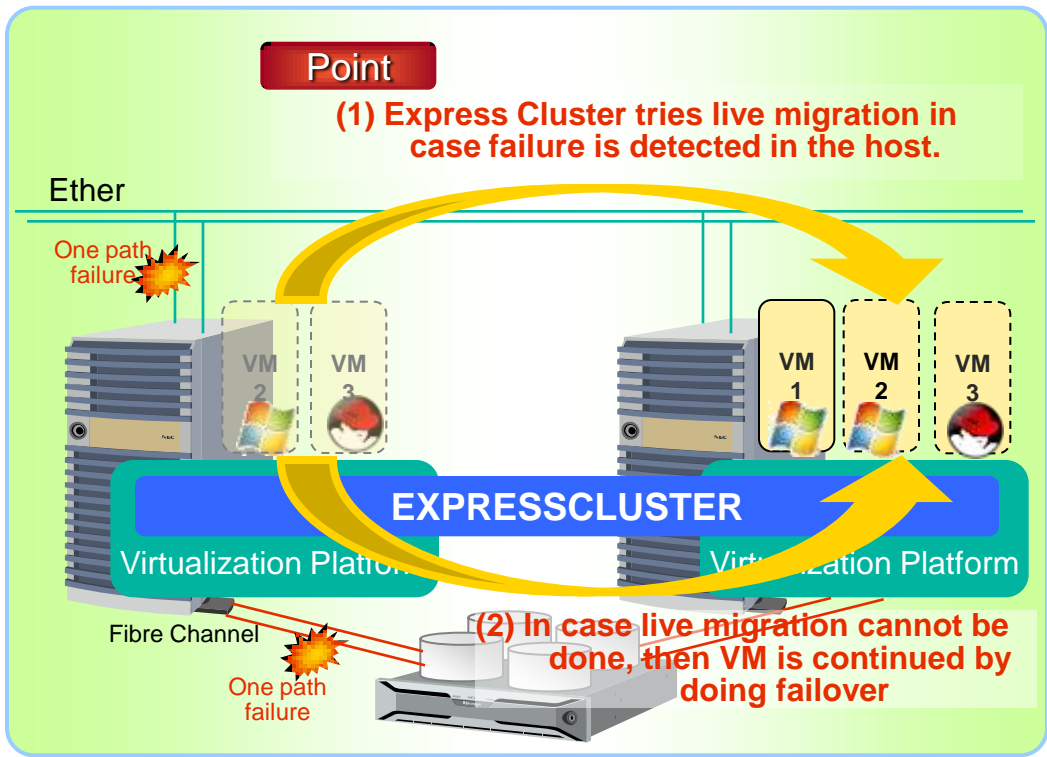 Point
(1) Express Cluster tries live migration in
case failure is detected in the host.
Ether
One path
failure
VM
2
VM
3
VM
1
VM
2
VM
3
NEC
NEC
EXPRESSCLUSTER
Virtualization Platform
Virtualization Platform
Fibre Channel
One path
failure
(2) In case live migration cannot be
done, then VM is continued by
doing failover